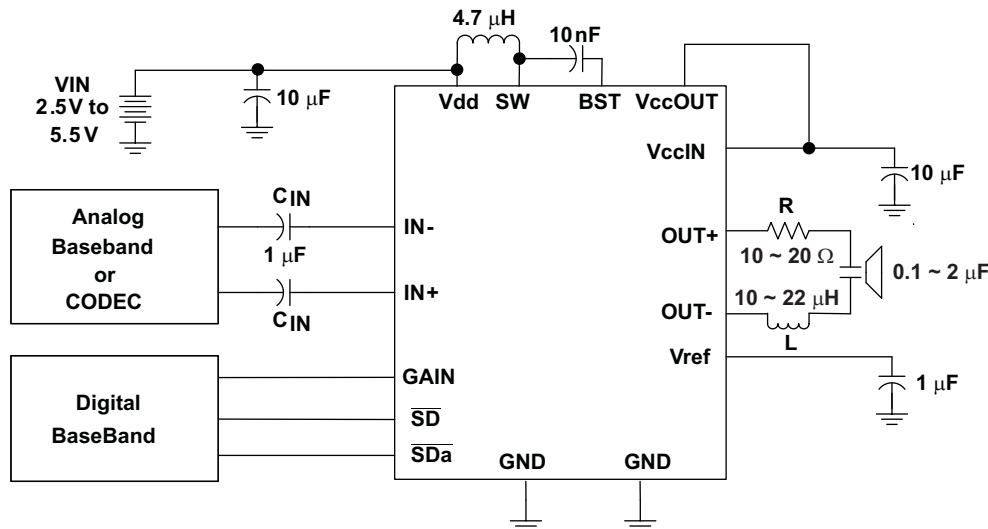 4.7 μH
10nF
VIN
2.5V to
5.5V
10 μF
Vdd
SW
BST
VccOUT
VccIN
10 μF
Analog
Baseband
or
CODEC
CIN
1 μF
CIN
IN-
IN+
OUT+
R
10 ~ 20 Ω
0.1 ~ 2 μF
10 ~ 22 μH
OUT-
L
Vref
1 μF
Digital
BaseBand
GAIN
SD
SDa
GND
GND